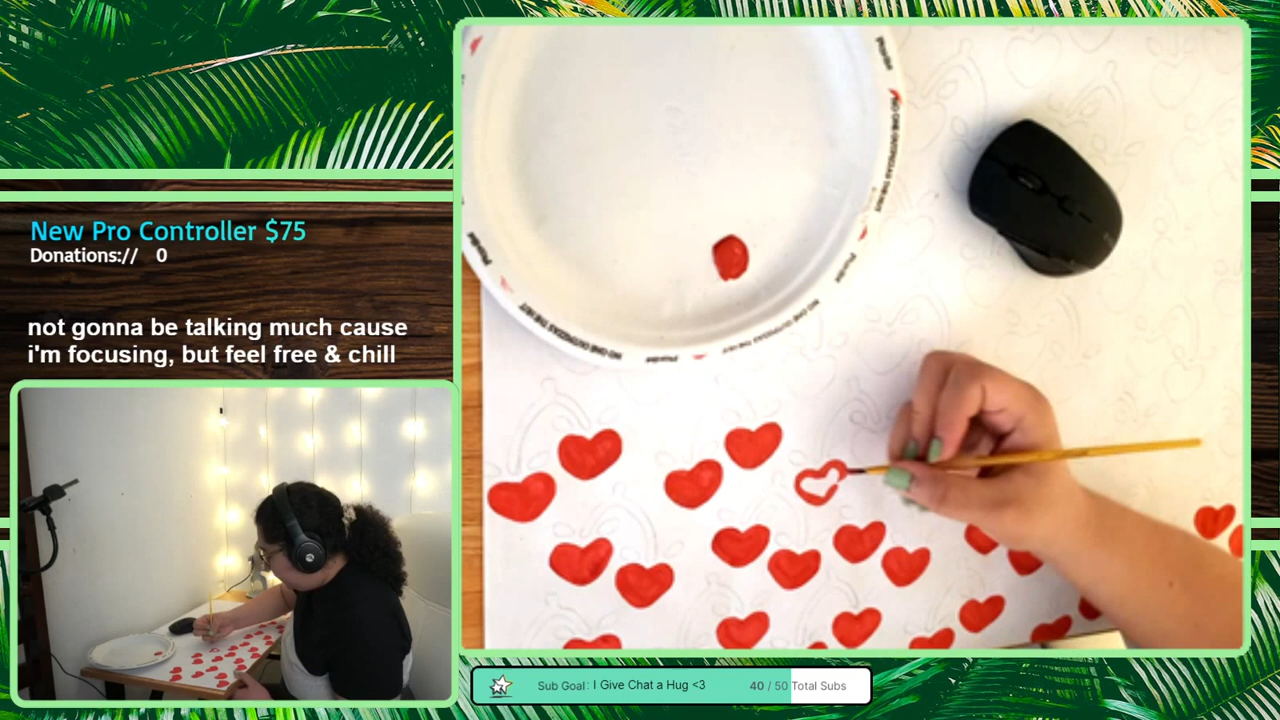 New Pro Controller $75
Donations:// 0
not gonna be talking much cause
i'm focusing, but feel free & chill
Sub Goal: I Give Chat a Hug <3 40 / 50 Total Subs